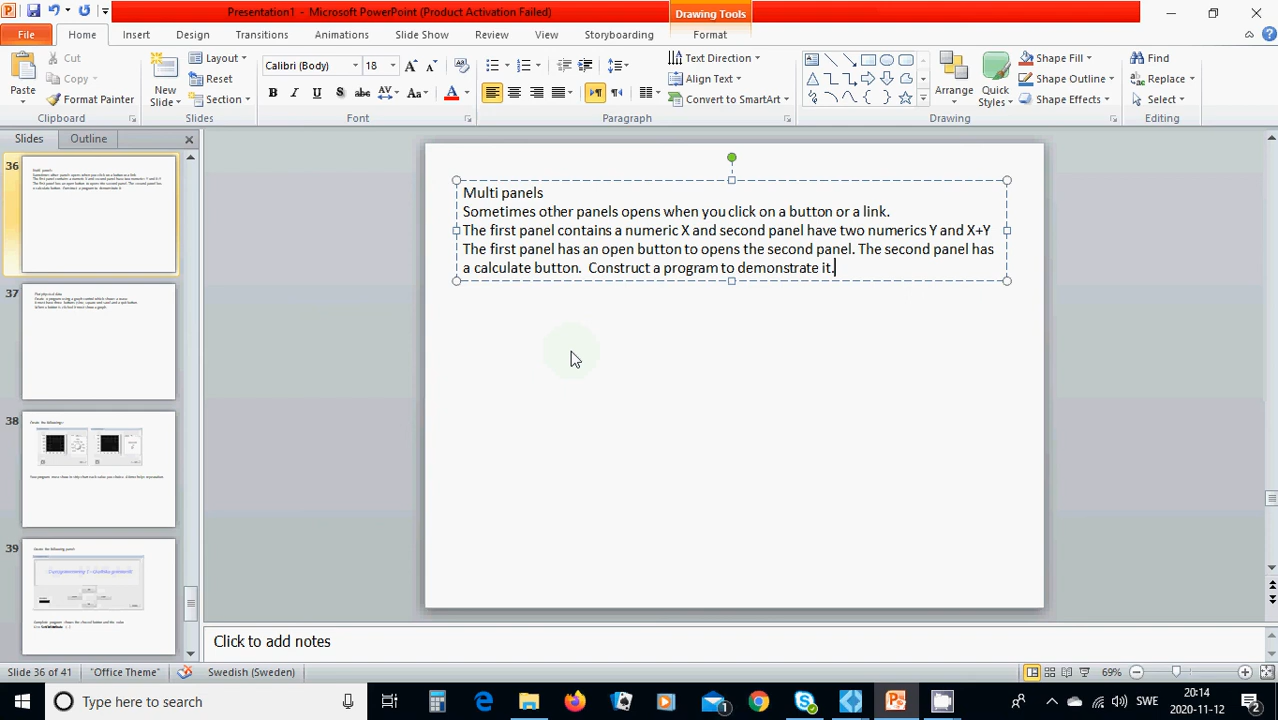 Presentation1 - Microsoft PowerPoint (Product Activation Failed)
Drawing Tools
File
Home
Insert
Design
Transitions
Animations
Slide Show
Review
View
Storyboarding
Format
Paste
Cut
Copy
Format Painter
Clipboard
New
Slide
Layout
Reset
Section
Slides
Calibri (Body)
18
Font
Text Direction
Align Text
Convert to SmartArt
Paragraph
Arrange
Quick
Styles
Shape Fill
Shape Outline
Shape Effects
Drawing
Find
Replace
Select
Editing
Slides
Outline
36
37
38
39
Multi panels
Sometimes other panels opens when you click on a button or a link.
The first panel contains a numeric X and second panel have two numerics Y and X+Y
The first panel has an open button to opens the second panel. The second panel has
a calculate button.  Construct a program to demonstrate it.
Click to add notes
Slide 36 of 41
"Office Theme"
Swedish (Sweden)
69%
Type here to search
SWE
20:14
2020-11-12